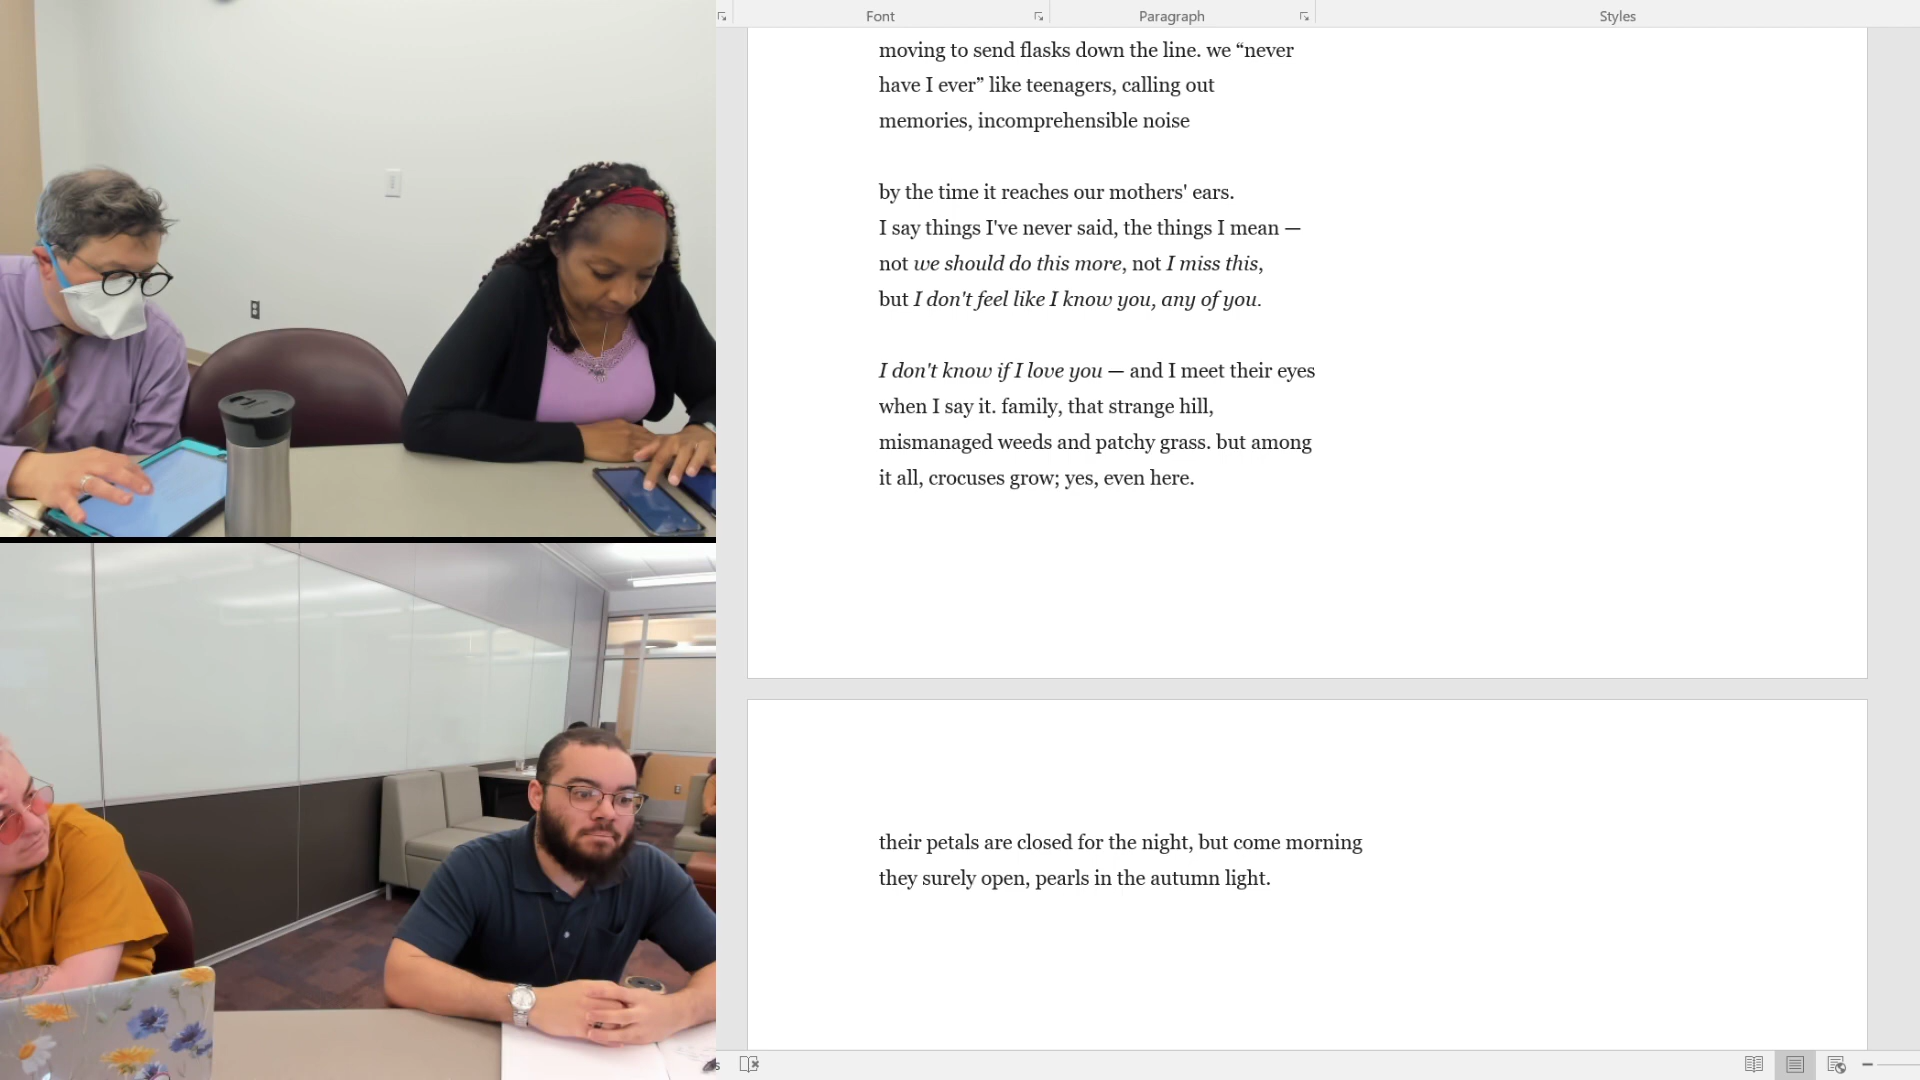 Font
Paragraph
Styles
moving to send flasks down the line. we “never
have I ever” like teenagers, calling out
memories, incomprehensible noise
by the time it reaches our mothers' ears.
I say things I've never said, the things I mean —
not we should do this more, not I miss this,
but I don't feel like I know you, any of you.
I don't know if I love you — and I meet their eyes
when I say it. family, that strange hill,
mismanaged weeds and patchy grass. but among
it all, crocuses grow; yes, even here.
their petals are closed for the night, but come morning
they surely open, pearls in the autumn light.